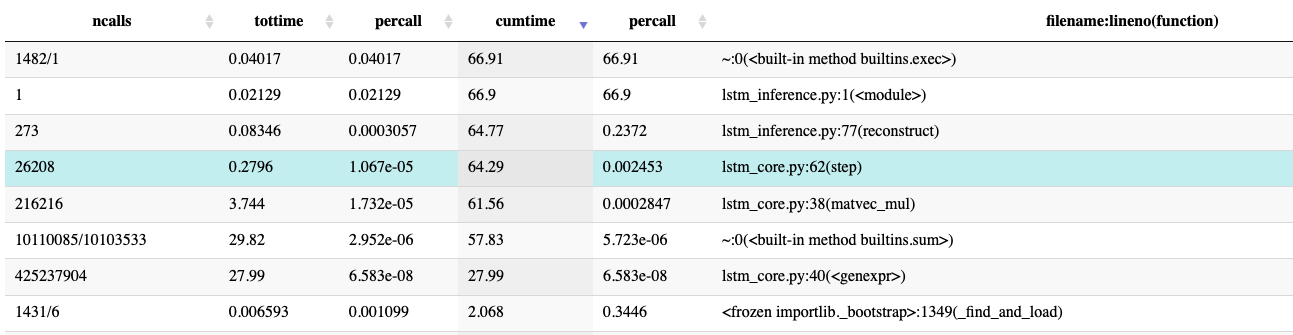 ncalls tottime percall cumtime percall filename:lineno(function)
1482/1 0.04017 0.04017 66.91 66.91 ~:0(<built-in method builtins.exec>)
1 0.02129 0.02129 66.9 66.9 lstm_inference.py:1(<module>)
273 0.08346 0.0003057 64.77 0.2372 lstm_inference.py:77(reconstruct)
26208 0.2796 1.067e-05 64.29 0.002453 lstm_core.py:62(step)
216216 3.744 1.732e-05 61.56 0.0002847 lstm_core.py:38(matvec_mul)
10110085/10103533 29.82 2.952e-06 57.83 5.723e-06 ~:0(<built-in method builtins.sum>)
425237904 27.99 6.583e-08 27.99 6.583e-08 lstm_core.py:40(<genexpr>)
1431/6 0.006593 0.001099 2.068 0.3446 <frozen importlib._bootstrap>:1349(_find_and_load)